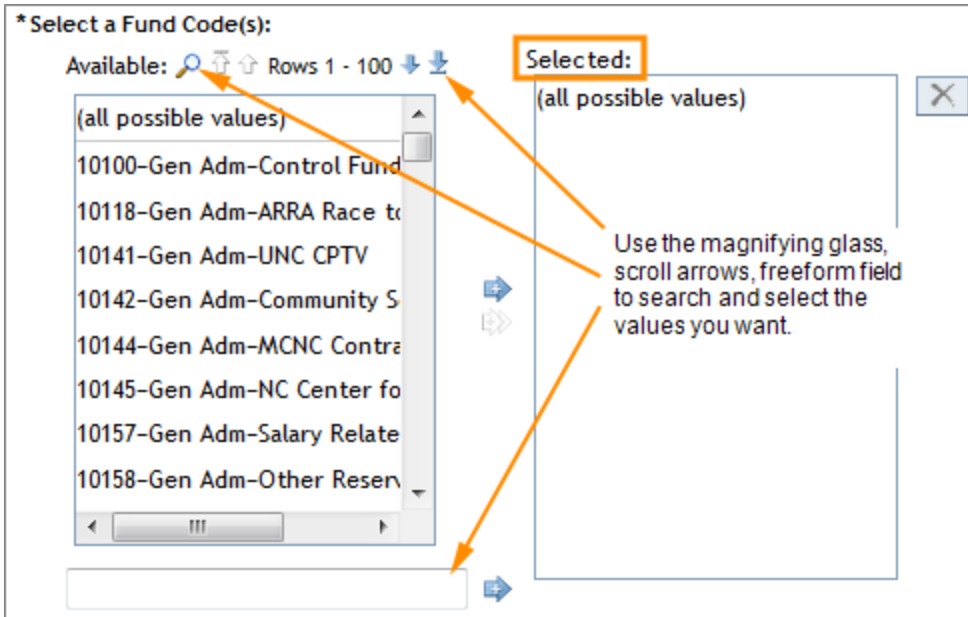 *Select a Fund Code(s):
Available: Rows 1 - 100
Selected:
(all possible values)
10100-Gen Adm-Control Fund
10118-Gen Adm-ARRA Race to
10141-Gen Adm-UNC CPTV
10142-Gen Adm-Community S
10144-Gen Adm-MCNC Contra
10145-Gen Adm-NC Center fo
10157-Gen Adm-Salary Relate
10158-Gen Adm-Other Reserv
(all possible values)
Use the magnifying glass,
scroll arrows, freeform field
to search and select the
values you want.